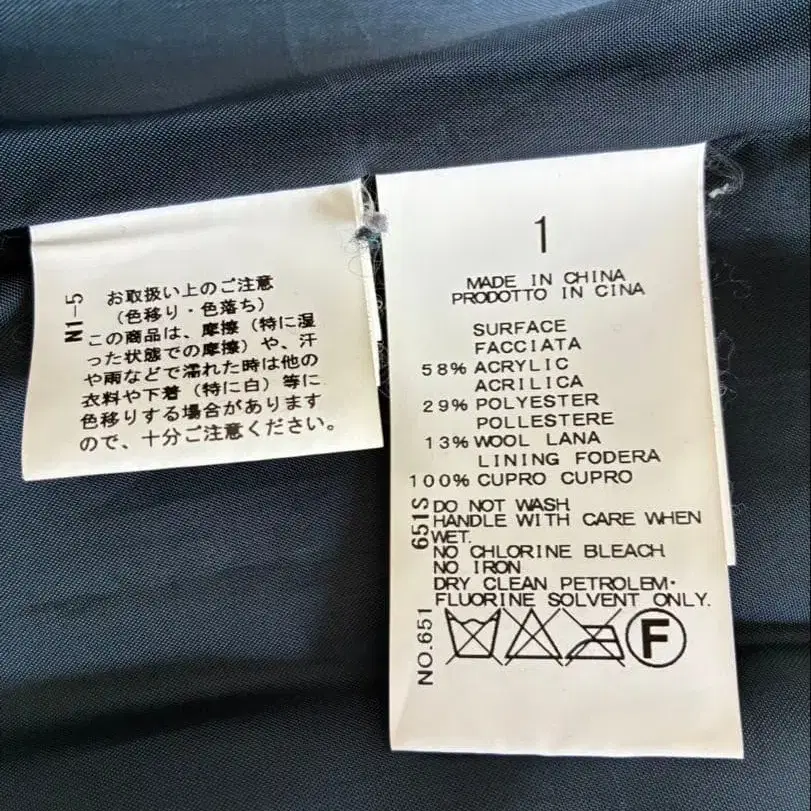 N1-5
お取扱い上のご注意
(色移り・色落ち)
この商品は、摩擦(特に湿
った状態での摩擦)や、汗
や雨などで濡れた時は他の
衣料や下着(特に白)等に
色移りする場合があります
ので、十分ご注意ください。
1
MADE IN CHINA
PRODOTTO IN CINA
SURFACE
FACCIATA
58% ACRYLIC
ACRILICA
29% POLYESTER
POLLESTERE
13% WOOL LANA
LINING FODERA
100% CUPRO CUPRO
651S
DO NOT WASH
HANDLE WITH CARE WHEN
WET.
NO CHLORINE BLEACH
NO IRON
DRY CLEAN PETROLEM・
FLUORINE SOLVENT ONLY.
NO.651
F